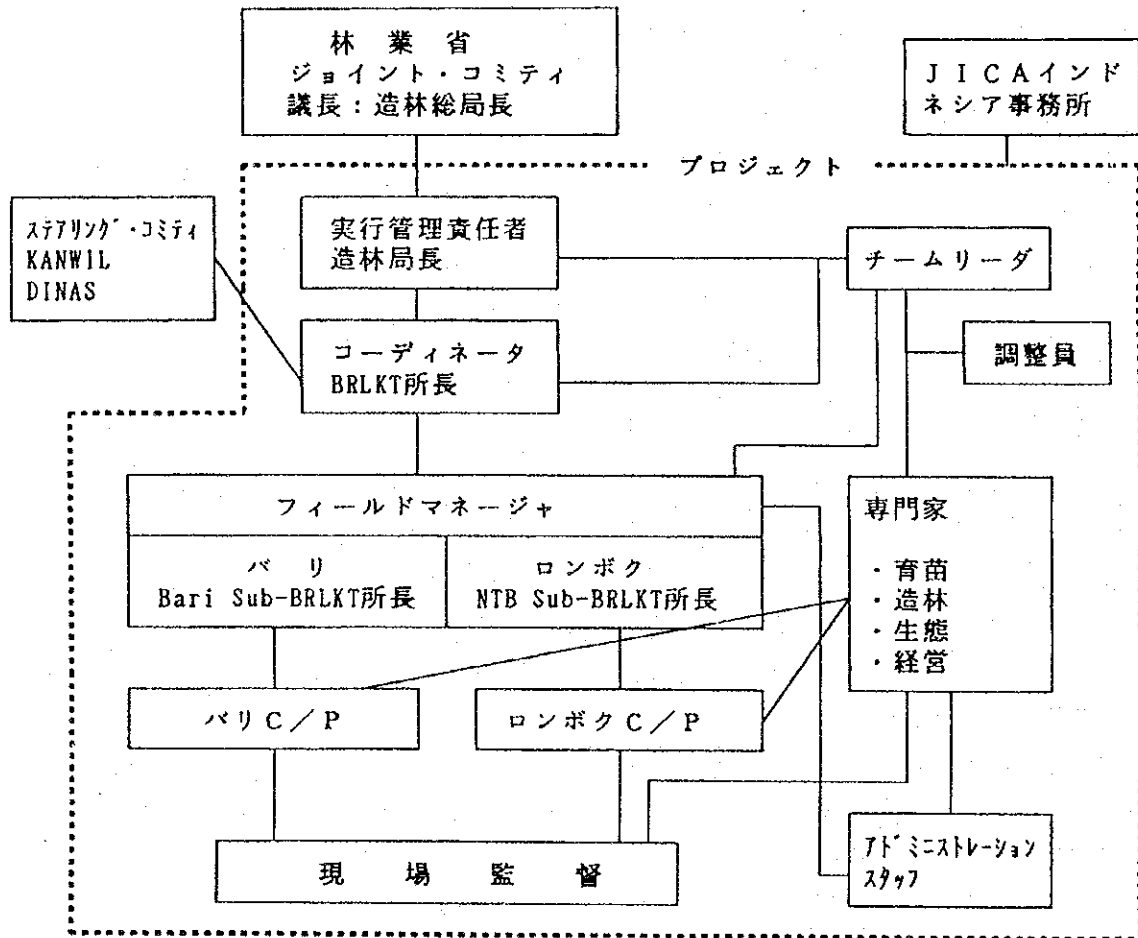 林業省
ジョイント・コミティ
議長：造林総局長
JICAインド
ネシア事務所
プロジェクト
ｽﾃｱﾘﾝｸﾞ・ｺﾐﾃｨ
KANWIL
DINAS
実行管理責任者
造林局長
チームリーダ
コーディネータ
BRLKT所長
調整員
フィールドマネージャ
バリ
Bari Sub-BRLKT所長
ロンボク
NTB Sub-BRLKT所長
専門家
・育苗
・造林
・生態
・経営
バリC／P
ロンボクC／P
現場監督
ｱﾄﾞﾐﾆｽﾄﾚｰｼｮﾝ
ｽﾀｯﾌ